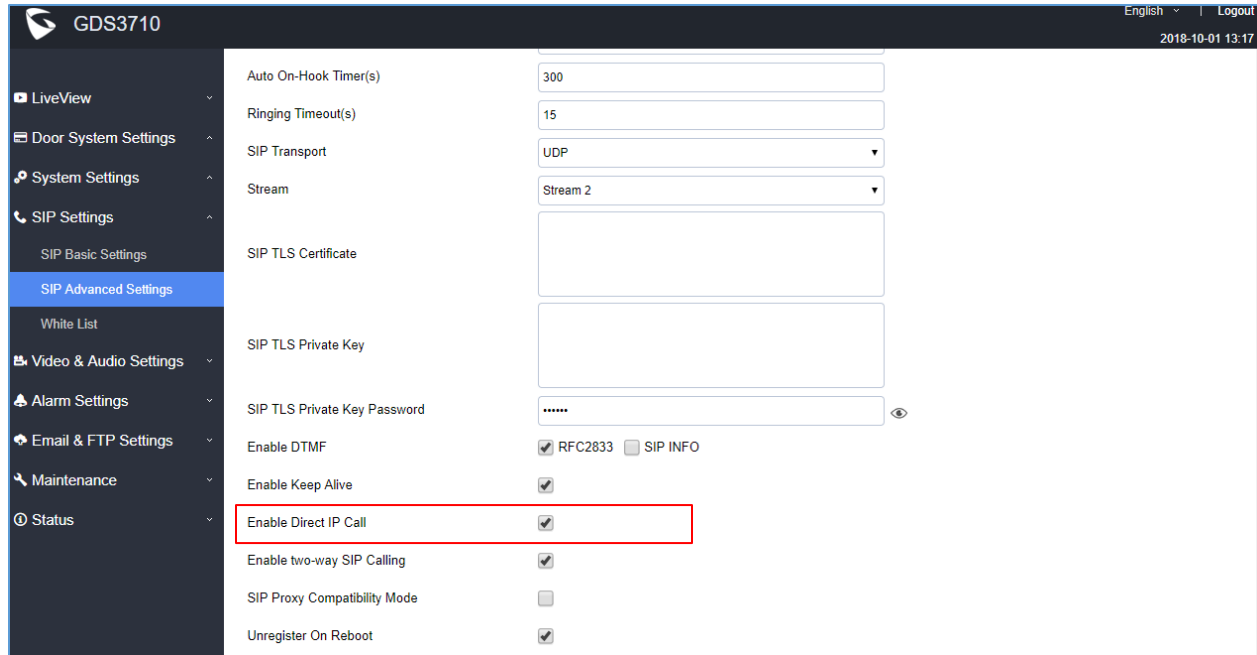 GDS3710
English | Logout
2018-10-01 13:17
LiveView
Door System Settings
System Settings
SIP Settings
SIP Basic Settings
SIP Advanced Settings
White List
Video & Audio Settings
Alarm Settings
Email & FTP Settings
Maintenance
Status
Auto On-Hook Timer(s) 300
Ringing Timeout(s) 15
SIP Transport UDP
Stream Stream 2
SIP TLS Certificate
SIP TLS Private Key
SIP TLS Private Key Password ••••••
Enable DTMF RFC2833 SIP INFO
Enable Keep Alive
Enable Direct IP Call
Enable two-way SIP Calling
SIP Proxy Compatibility Mode
Unregister On Reboot